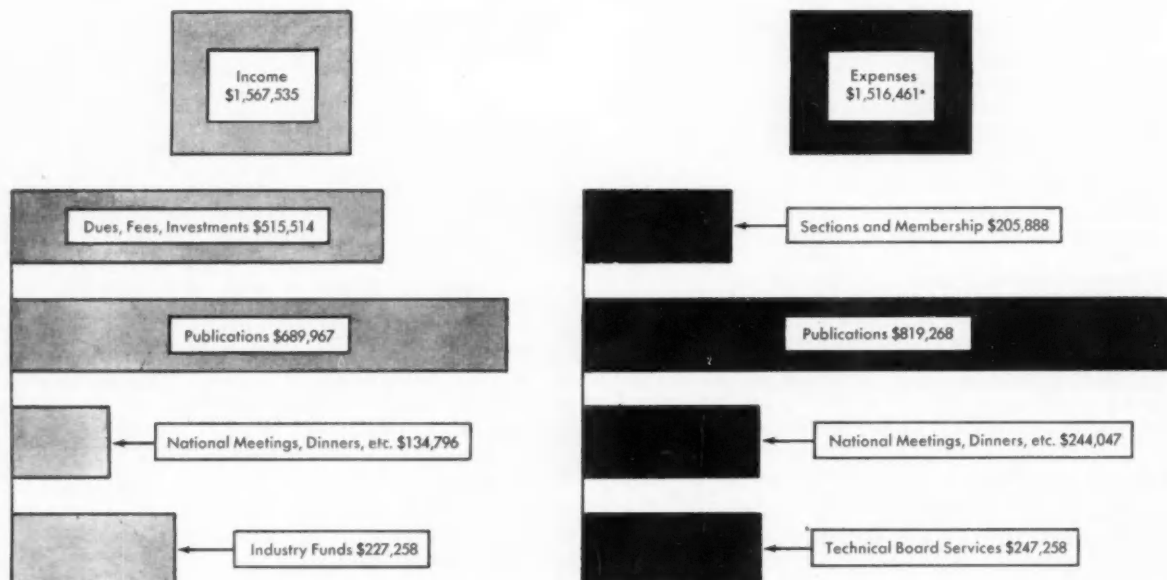 Income
$1,567,535
Expenses
$1,516,461*
Dues, Fees, Investments $515,514
Sections and Membership $205,888
Publications $689,967
Publications $819,268
National Meetings, Dinners, etc. $134,796
National Meetings, Dinners, etc. $244,047
Industry Funds $227,258
Technical Board Services $247,258